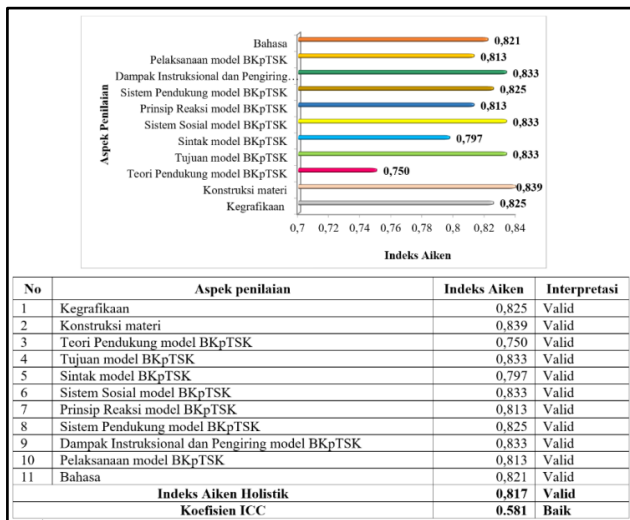 Bahasa 0,821
Pelaksanaan model BKpTSK 0,813
Dampak Instruksional dan Pengiring... 0,833
Sistem Pendukung model BKpTSK 0,825
Prinsip Reaksi model BKpTSK 0,813
Sistem Sosial model BKpTSK 0,833
Sintak model BKpTSK 0,797
Tujuan model BKpTSK 0,833
Teori Pendukung model BKpTSK 0,750
Konstruksi materi 0,839
Kegrafikaan 0,825
Aspek Penilaian
0,7 0,72 0,74 0,76 0,78 0,8 0,82 0,84
Indeks Aiken
No Aspek penilaian Indeks Aiken Interpretasi
1 Kegrafikaan 0,825 Valid
2 Konstruksi materi 0,839 Valid
3 Teori Pendukung model BKpTSK 0,750 Valid
4 Tujuan model BKpTSK 0,833 Valid
5 Sintak model BKpTSK 0,797 Valid
6 Sistem Sosial model BKpTSK 0,833 Valid
7 Prinsip Reaksi model BKpTSK 0,813 Valid
8 Sistem Pendukung model BKpTSK 0,825 Valid
9 Dampak Instruksional dan Pengiring model BKpTSK 0,833 Valid
10 Pelaksanaan model BKpTSK 0,813 Valid
11 Bahasa 0,821 Valid
Indeks Aiken Holistik 0,817 Valid
Koefisien ICC 0.581 Baik